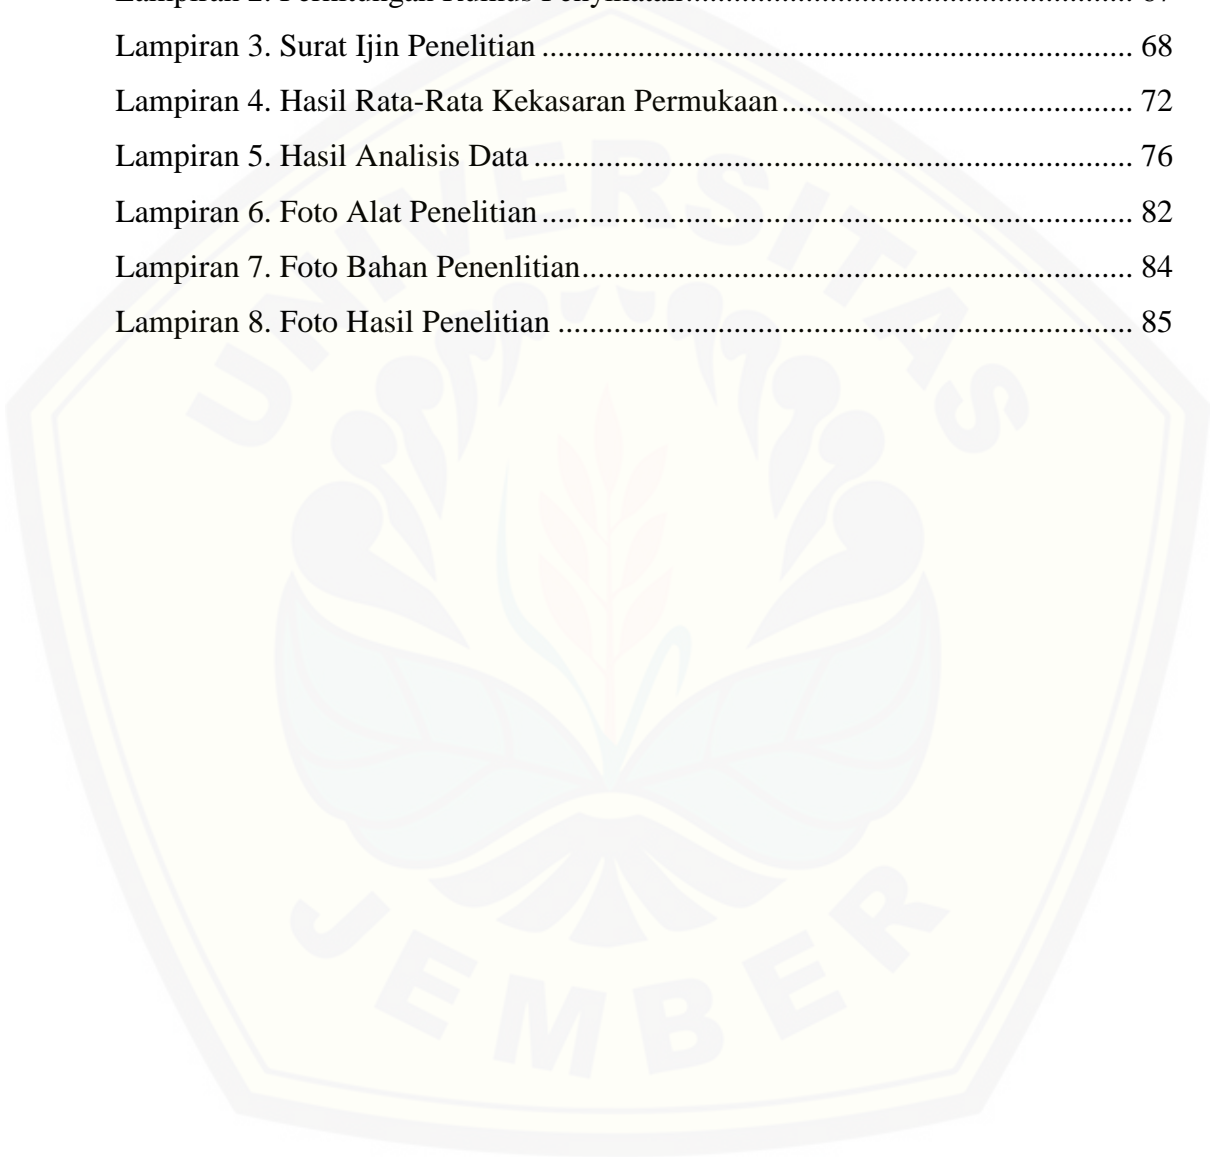 Lampiran 3. Surat Ijin Penelitian ........................................................................... 68
Lampiran 4. Hasil Rata-Rata Kekasaran Permukaan ............................................. 72
Lampiran 5. Hasil Analisis Data ............................................................................ 76
Lampiran 6. Foto Alat Penelitian ........................................................................... 82
Lampiran 7. Foto Bahan Penenlitian ...................................................................... 84
Lampiran 8. Foto Hasil Penelitian ......................................................................... 85
UNIVERSITAS
JEMBER